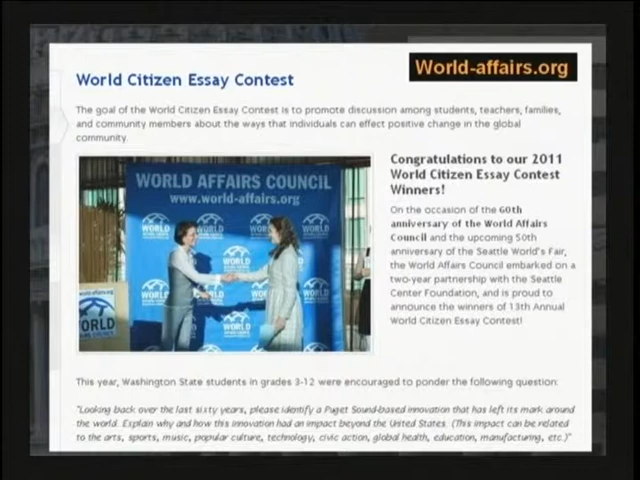 World-affairs.org
World Citizen Essay Contest
The goal of the World Citizen Essay Contest is to promote discussion among students, teachers, families,
and community members about the ways that individuals can effect positive change in the global
community.
WORLD AFFAIRS COUNCIL
www.world-affairs.org
WORLD
WORLD
WORLD
WORLD
WORLD
WORLD
WORLD
WORLD
Congratulations to our 2011
World Citizen Essay Contest
Winners!
On the occasion of the 60th
anniversary of the World Affairs
Council and the upcoming 50th
anniversary of the Seattle World's Fair,
the World Affairs Council embarked on a
two-year partnership with the Seattle
Center Foundation, and is proud to
announce the winners of 13th Annual
World Citizen Essay Contest!
This year, Washington State students in grades 3-12 were encouraged to ponder the following question:
"Looking back over the last sixty years, please identify a Puget Sound-based innovation that has left its mark around
the world. Explain why and how this innovation had an impact beyond the United States. (This impact can be related
to the arts, sports, music, popular culture, technology, civic action, global health, education, manufacturing, etc.)"